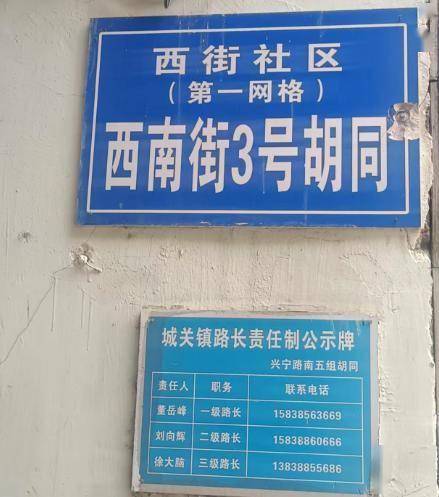 西街社区
（第一网格）
西南街3号胡同
城关镇路长责任制公示牌
兴宁路南五组胡同
责任人 职务 联系电话
董岳峰 一级路长 15838563669
刘向辉 二级路长 15838860666
徐大脑 三级路长 13838855686